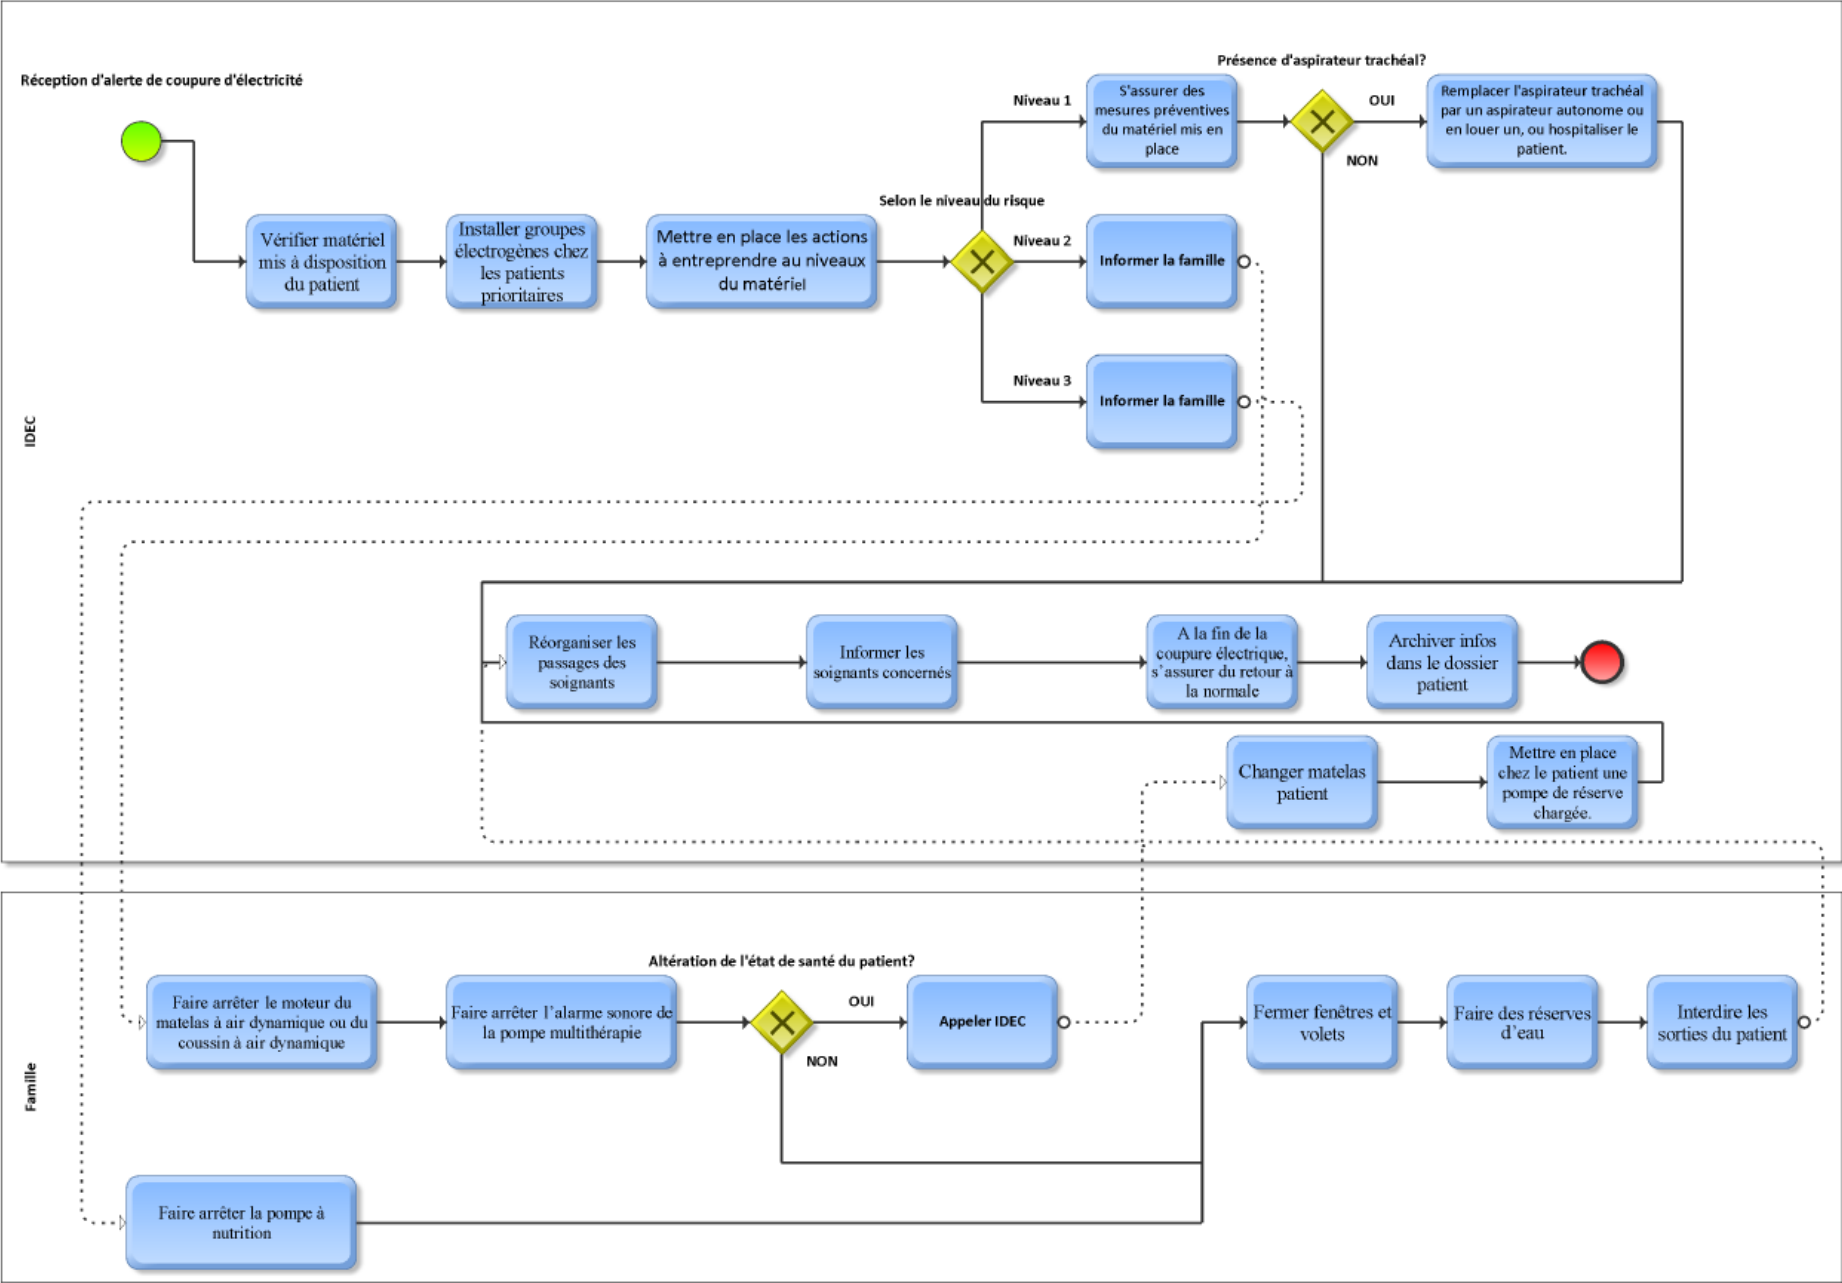 Présence d'aspirateur trachéal?
Réception d'alerte de coupure d'électricité
Niveau 1
S'assurer des
mesures préventives
du matériel mis en
place
OUI
NON
Remplacer l'aspirateur trachéal
par un aspirateur autonome ou
en louer un, ou hospitaliser le
patient.
Selon le niveau du risque
Vérifier matériel
mis à disposition
du patient
Installer groupes
électrogènes chez
les patients
prioritaires
Mettre en place les actions
à entreprendre au niveaux
du matériel
Niveau 2
Informer la famille
Niveau 3
Informer la famille
IDEC
Réorganiser les
passages des
soignants
Informer les
soignants concernés
A la fin de la
coupure électrique,
s’assurer du retour à
la normale
Archiver infos
dans le dossier
patient
Changer matelas
patient
Mettre en place
chez le patient une
pompe de réserve
chargée.
Altération de l'état de santé du patient?
Faire arrêter le moteur du
matelas à air dynamique ou du
coussin à air dynamique
Faire arrêter l’alarme sonore de
la pompe multithérapie
OUI
NON
Appeler IDEC
Fermer fenêtres et
volets
Faire des réserves
d’eau
Interdire les
sorties du patient
Famille
Faire arrêter la pompe à
nutrition